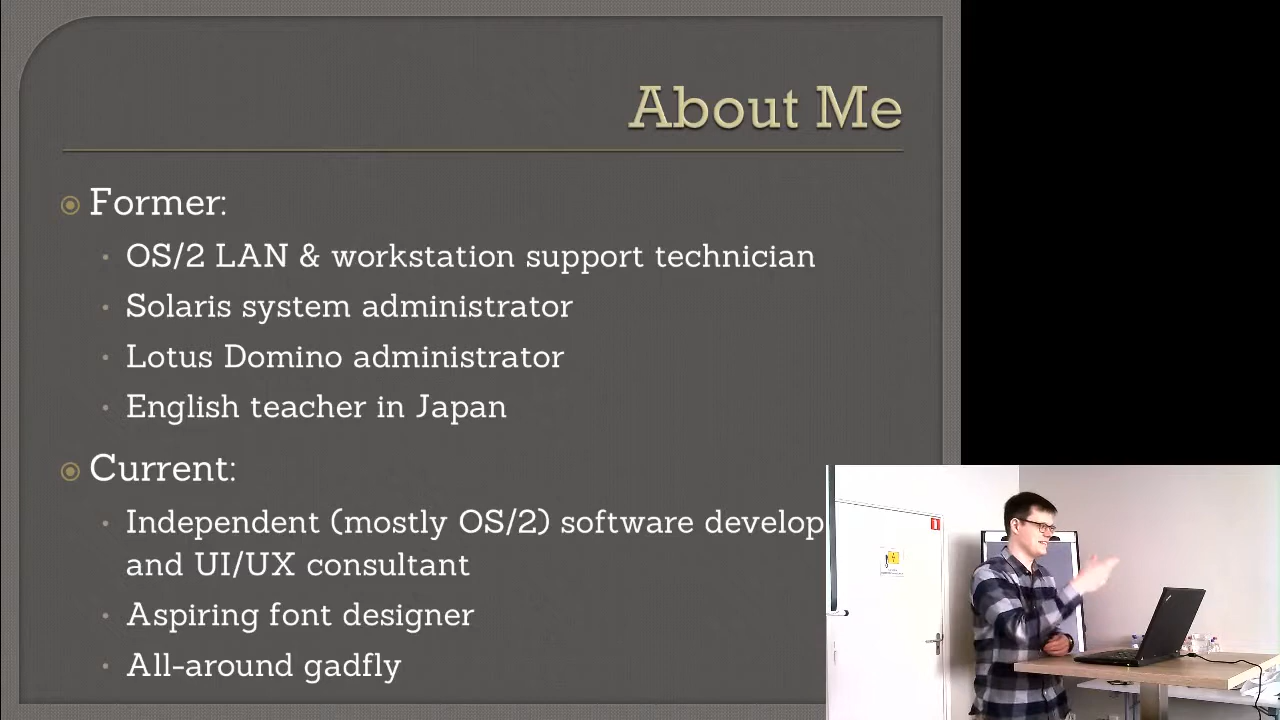 About Me
Former:
OS/2 LAN & workstation support technician
Solaris system administrator
Lotus Domino administrator
English teacher in Japan
Current:
Independent (mostly OS/2) software develop
and UI/UX consultant
Aspiring font designer
All-around gadfly